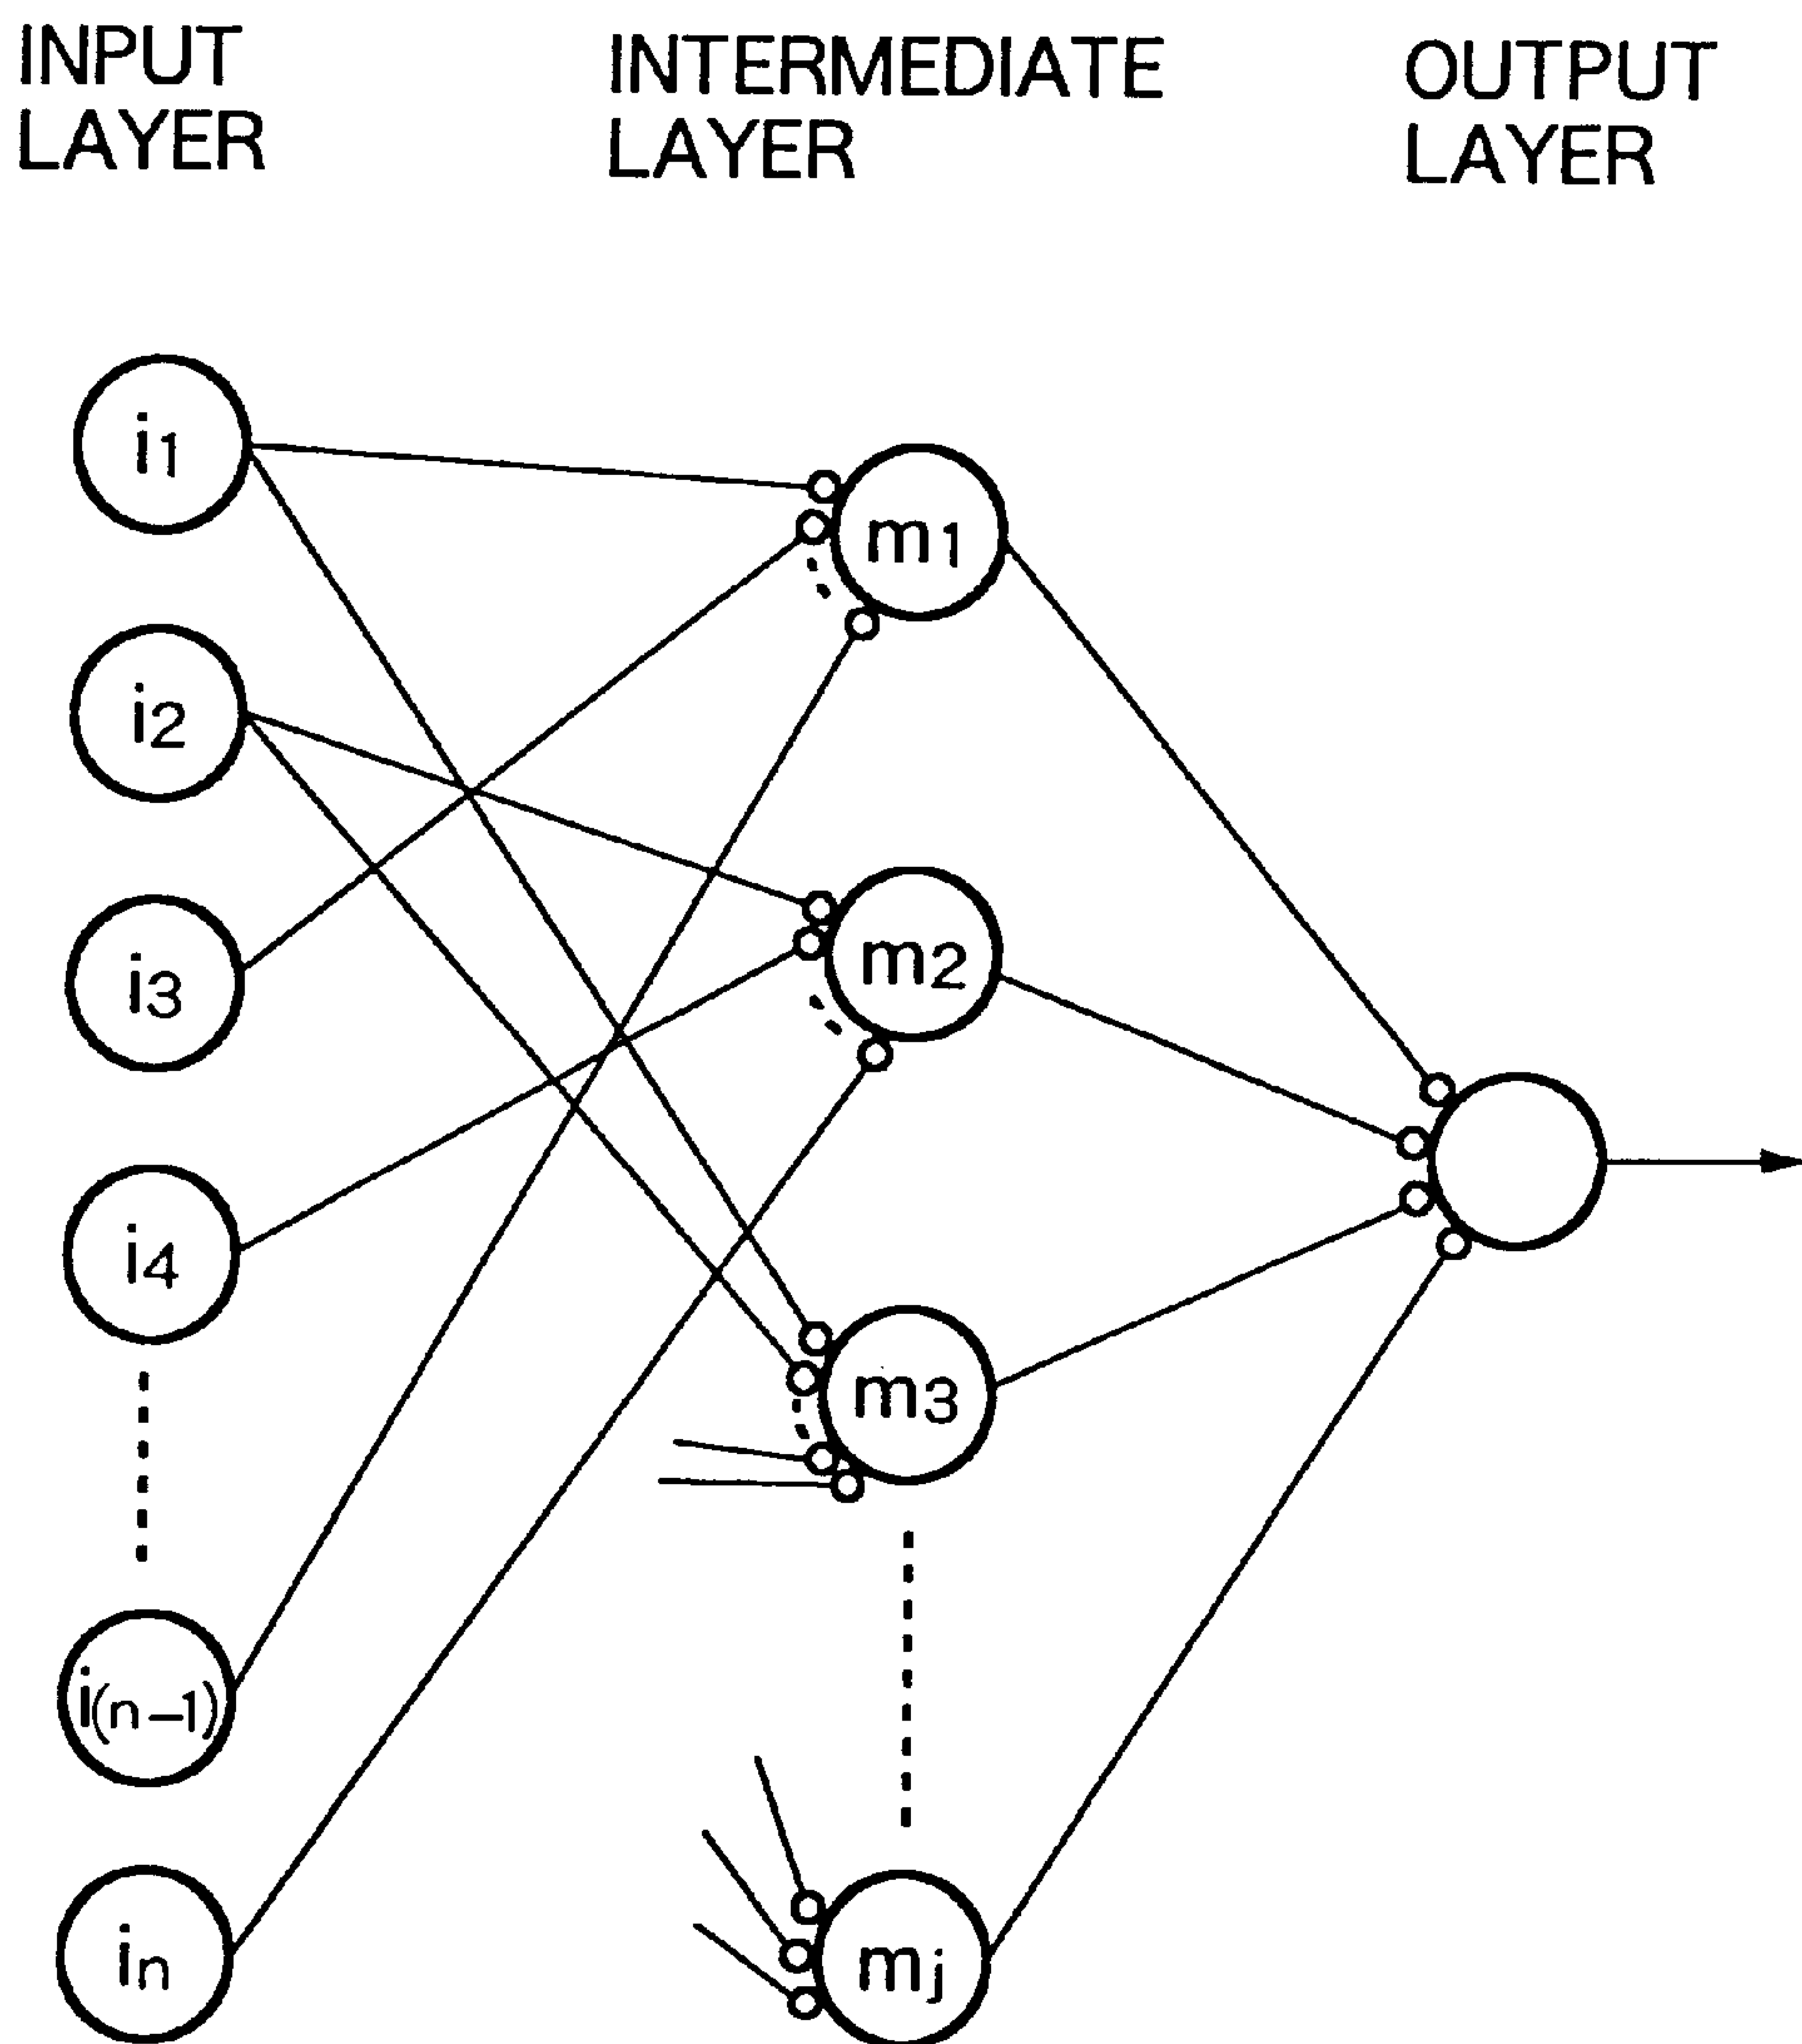 INPUT
LAYER
INTERMEDIATE
LAYER
OUTPUT
LAYER
i1
i2
i3
i4
i(n-1)
in
m1
m2
m3
mj